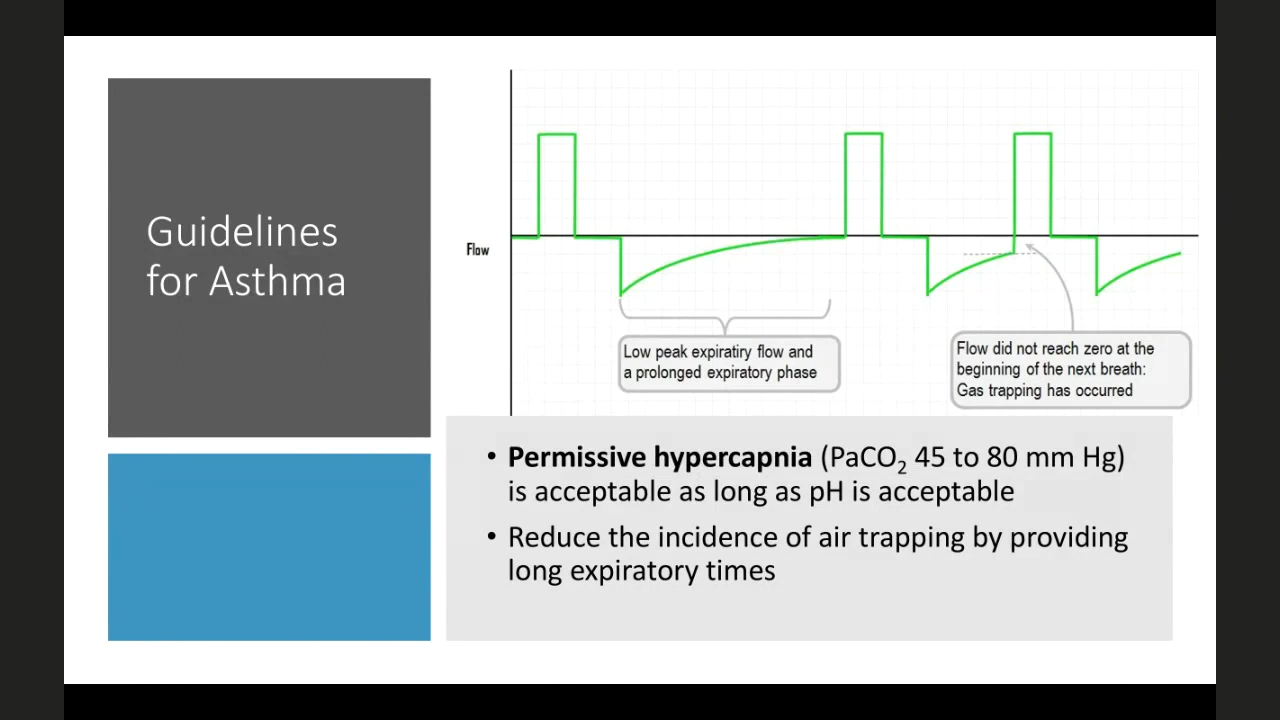 Guidelines
for Asthma
Flow
Low peak expiratiry flow and
a prolonged expiratory phase
Flow did not reach zero at the
beginning of the next breath:
Gas trapping has occurred
• Permissive hypercapnia (PaCO₂ 45 to 80 mm Hg)
is acceptable as long as pH is acceptable
• Reduce the incidence of air trapping by providing
long expiratory times